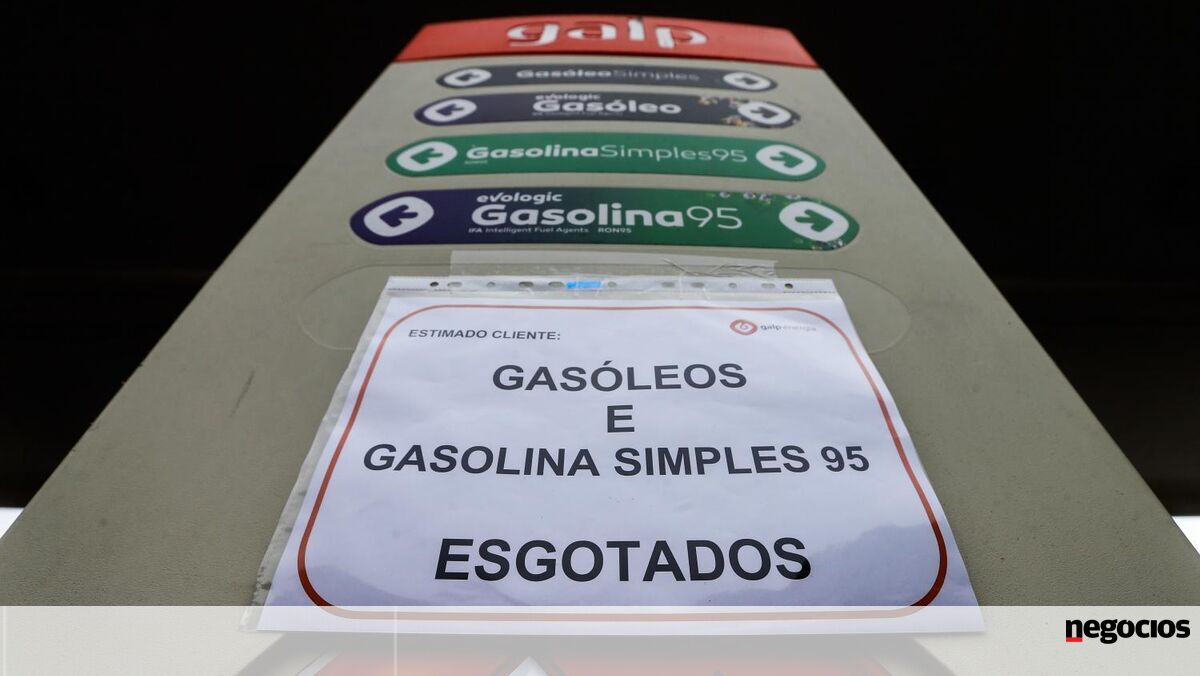 galp
GasóleoSimples
evologic
Gasóleo
GasolinaSimples95
evologic
Gasolina95
IFA Intelligent Fuel Agents RON95
ESTIMADO CLIENTE:
galp energia
GASÓLEOS
E
GASOLINA SIMPLES 95
ESGOTADOS
negocios